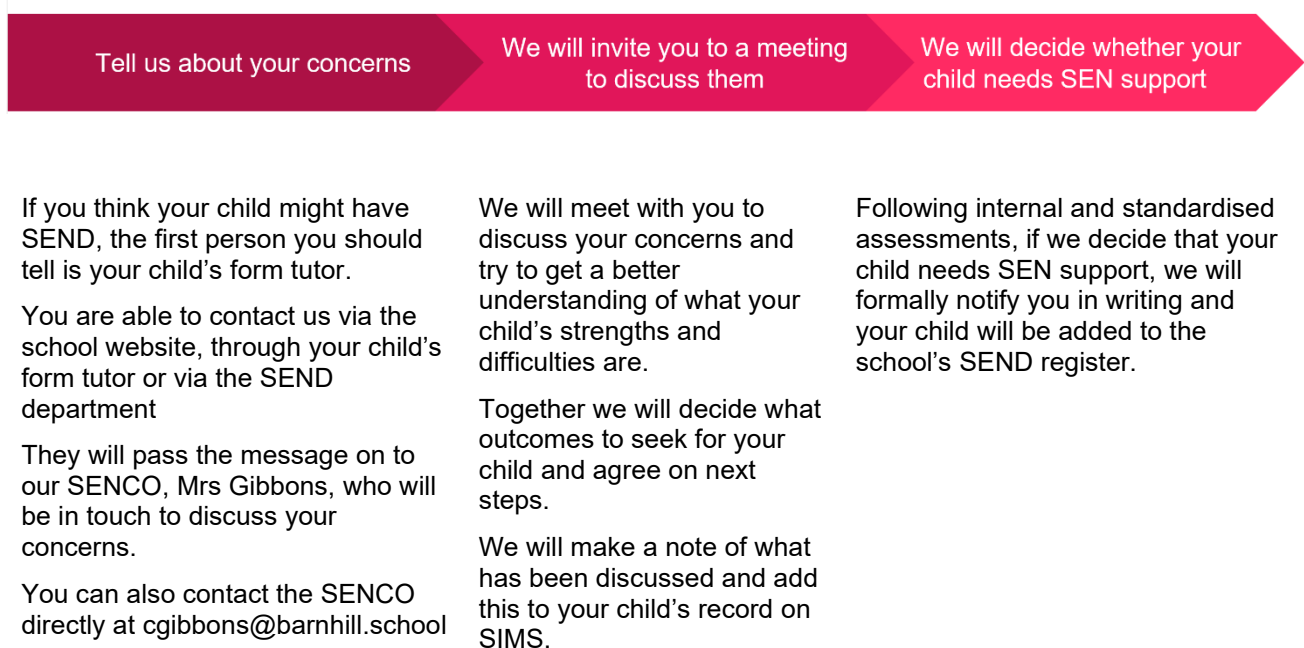 Tell us about your concerns
We will invite you to a meeting
to discuss them
We will decide whether your
child needs SEN support
If you think your child might have
SEND, the first person you should
tell is your child's form tutor.
You are able to contact us via the
school website, through your child's
form tutor or via the SEND
department
They will pass the message on to
our SENCO, Mrs Gibbons, who will
be in touch to discuss your
concerns.
You can also contact the SENCO
directly at cgibbons@barnhill.school
We will meet with you to
discuss your concerns and
try to get a better
understanding of what your
child's strengths and
difficulties are.
Together we will decide what
outcomes to seek for your
child and agree on next
steps.
We will make a note of what
has been discussed and add
this to your child's record on
SIMS.
Following internal and standardised
assessments, if we decide that your
child needs SEN support, we will
formally notify you in writing and
your child will be added to the
school's SEND register.